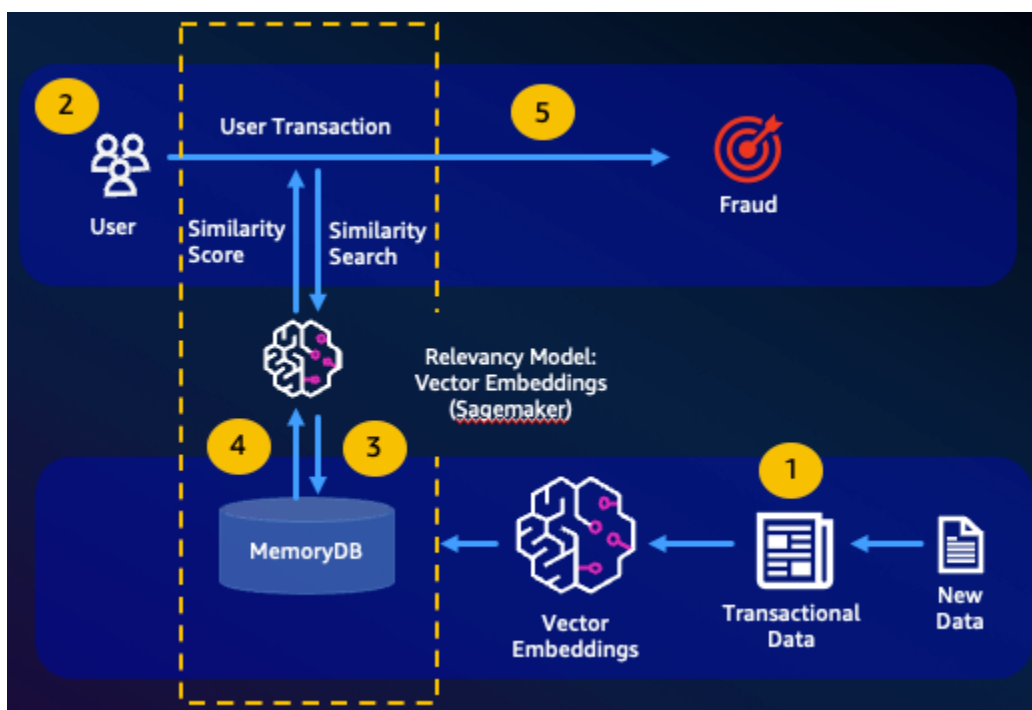 2
User Transaction
5
User
Similarity
Score
Similarity
Search
Fraud
Relevancy Model:
Vector Embeddings
(Sagemaker)
4
3
1
MemoryDB
Vector
Embeddings
Transactional
Data
New
Data